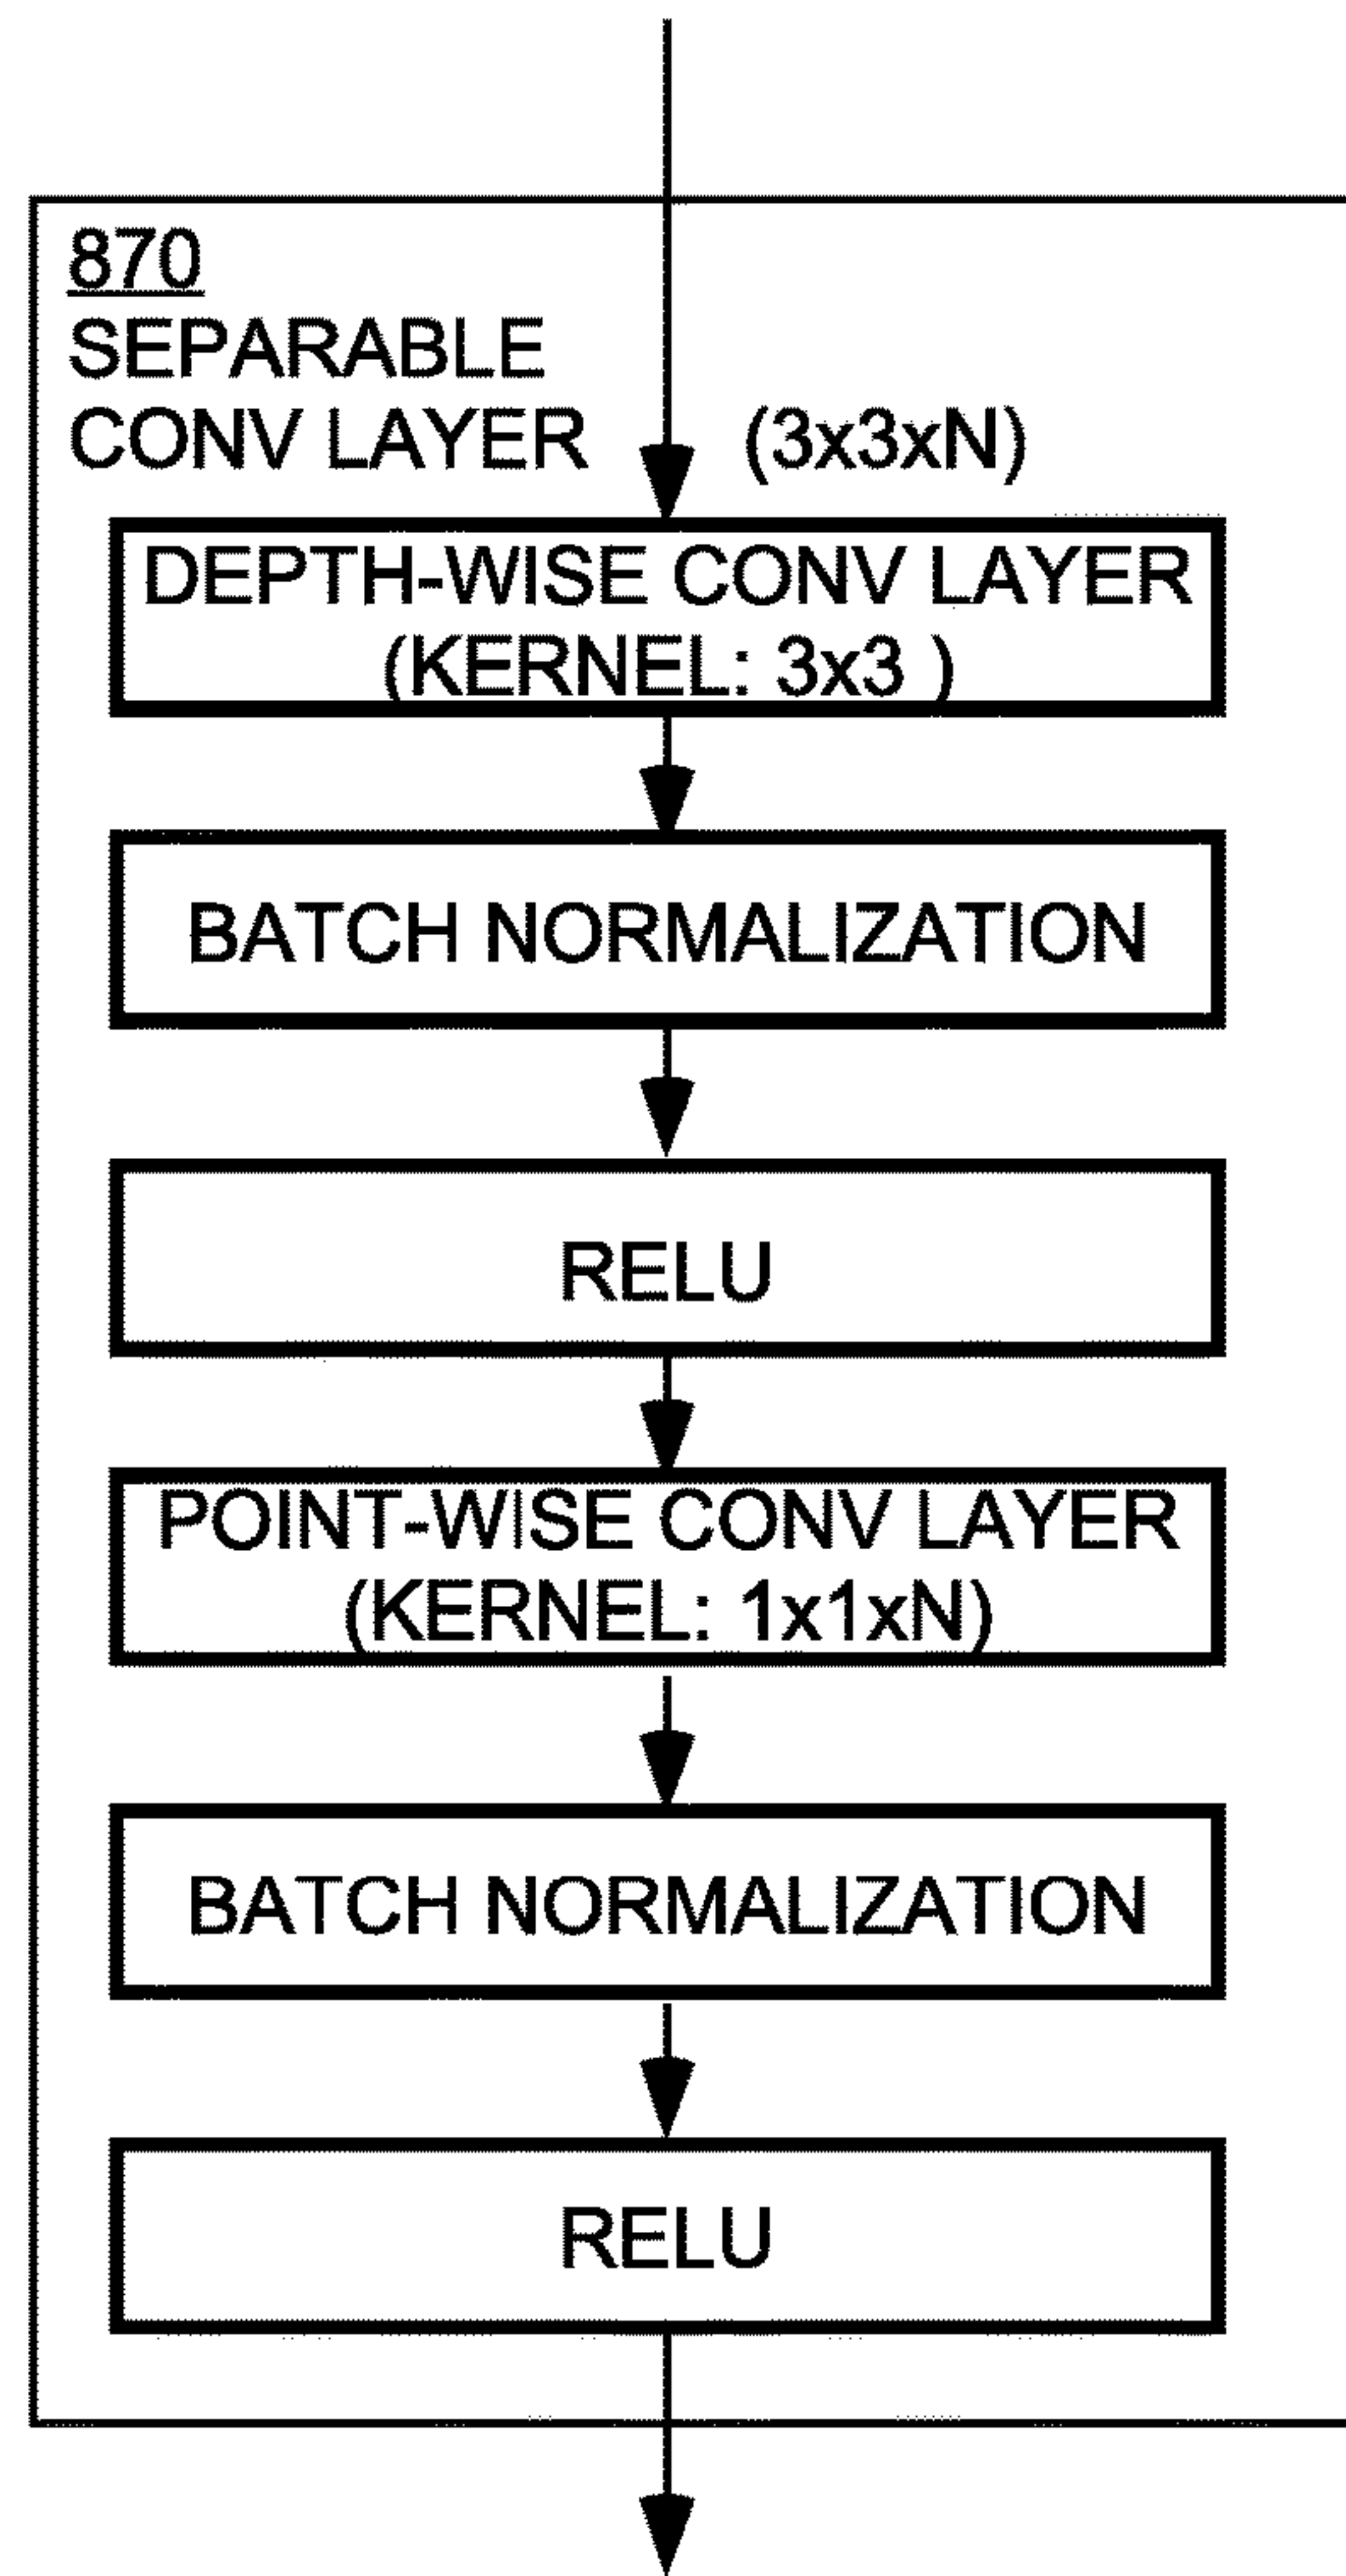 870
SEPARABLE
CONV LAYER (3x3xN)
DEPTH-WISE CONV LAYER
(KERNEL: 3x3 )
BATCH NORMALIZATION
RELU
POINT-WISE CONV LAYER
(KERNEL: 1x1xN)
BATCH NORMALIZATION
RELU